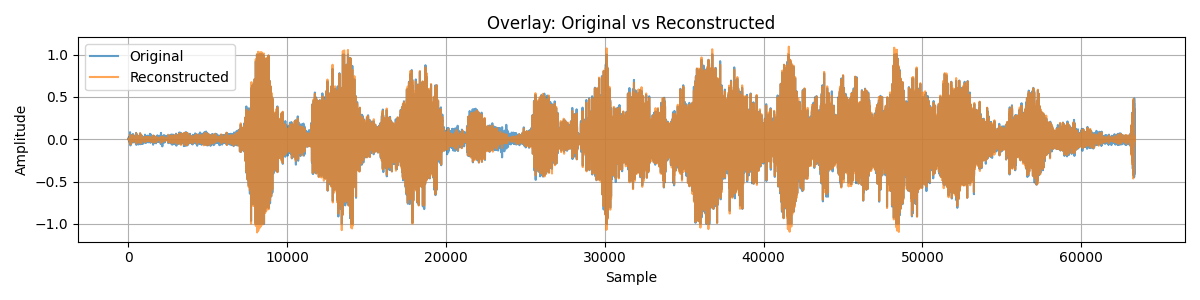 Overlay: Original vs Reconstructed
Original
Reconstructed
1.0
0.5
0.0
−0.5
−1.0
Amplitude
0 10000 20000 30000 40000 50000 60000
Sample